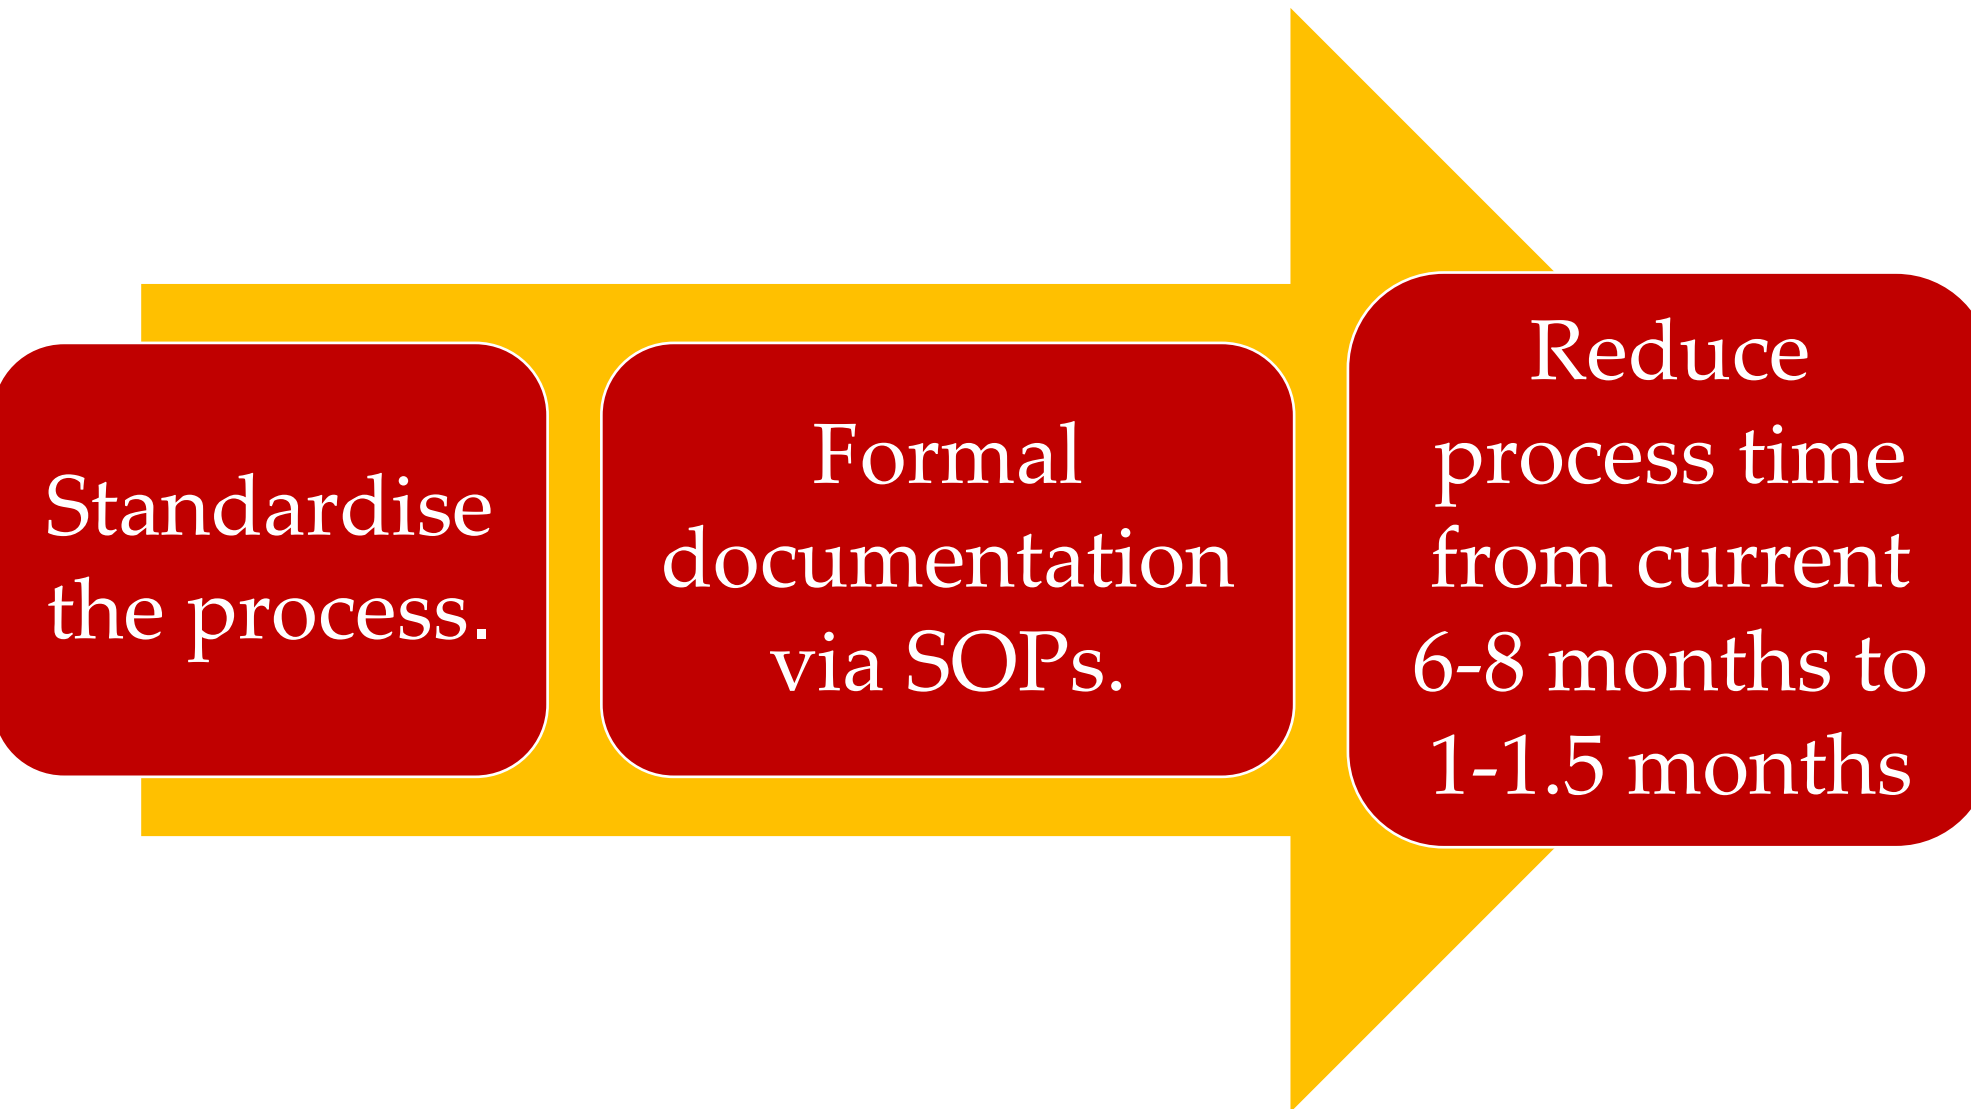 Standardise
the process.
Formal
documentation
via SOPs.
Reduce
process time
from current
6-8 months to
1-1.5 months